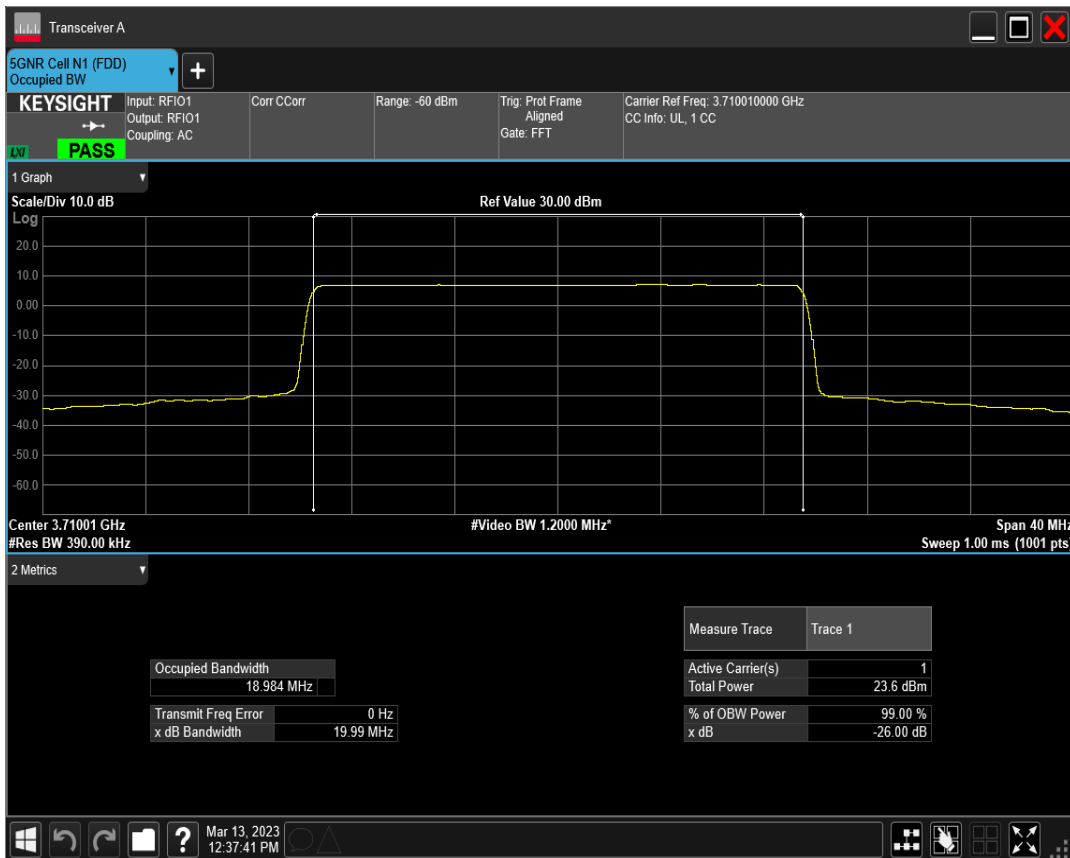 Transceiver A
5GNR Cell N1 (FDD)
Occupied BW
+
KEYSIGHT
LXI
PASS
Input: RFIO1
Output: RFIO1
Coupling: AC
Corr CCorr
Range: -60 dBm
Trig: Prot Frame
Aligned
Gate: FFT
Carrier Ref Freq: 3.710010000 GHz
CC Info: UL, 1 CC
1 Graph
Scale/Div 10.0 dB
Ref Value 30.00 dBm
Log
20.0
10.0
0.00
-10.0
-20.0
-30.0
-40.0
-50.0
-60.0
Center 3.71001 GHz
#Video BW 1.2000 MHz*
Span 40 MHz
#Res BW 390.00 kHz
Sweep 1.00 ms (1001 pts)
2 Metrics
Measure Trace Trace 1
Occupied Bandwidth
18.984 MHz
Active Carrier(s) 1
Total Power 23.6 dBm
Transmit Freq Error 0 Hz
x dB Bandwidth 19.99 MHz
% of OBW Power 99.00 %
x dB -26.00 dB
?
Mar 13, 2023
12:37:41 PM